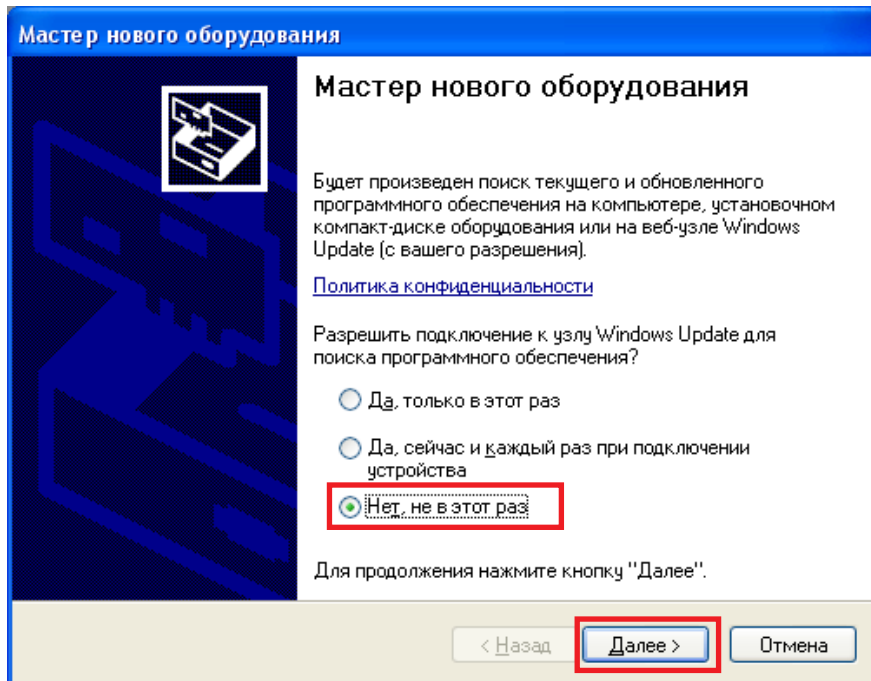 Мастер нового оборудования
Мастер нового оборудования
Будет произведен поиск текущего и обновленного
программного обеспечения на компьютере, установочном
компакт-диске оборудования или на веб-узле Windows
Update (с вашего разрешения).
Политика конфиденциальности
Разрешить подключение к узлу Windows Update для
поиска программного обеспечения?
Да, только в этот раз
Да, сейчас и каждый раз при подключении
устройства
Нет, не в этот раз
Для продолжения нажмите кнопку "Далее".
< Назад
Далее >
Отмена